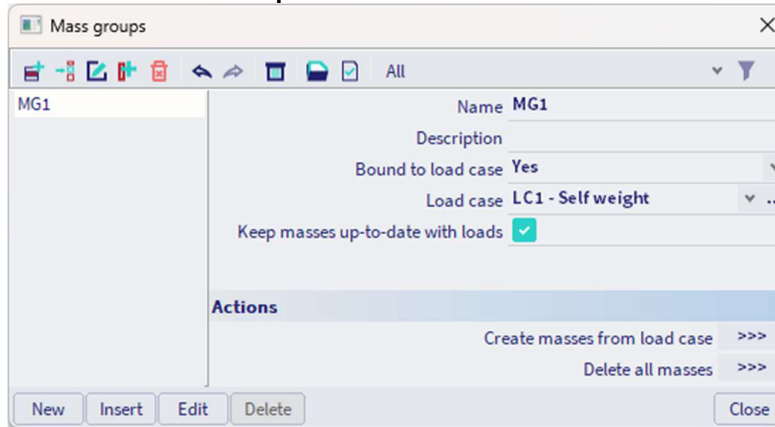 Mass groups
All
MG1
Name MG1
Description
Bound to load case Yes
Load case LC1 - Self weight ...
Keep masses up-to-date with loads
Actions
Create masses from load case >>>
Delete all masses >>>
New Insert Edit Delete Close